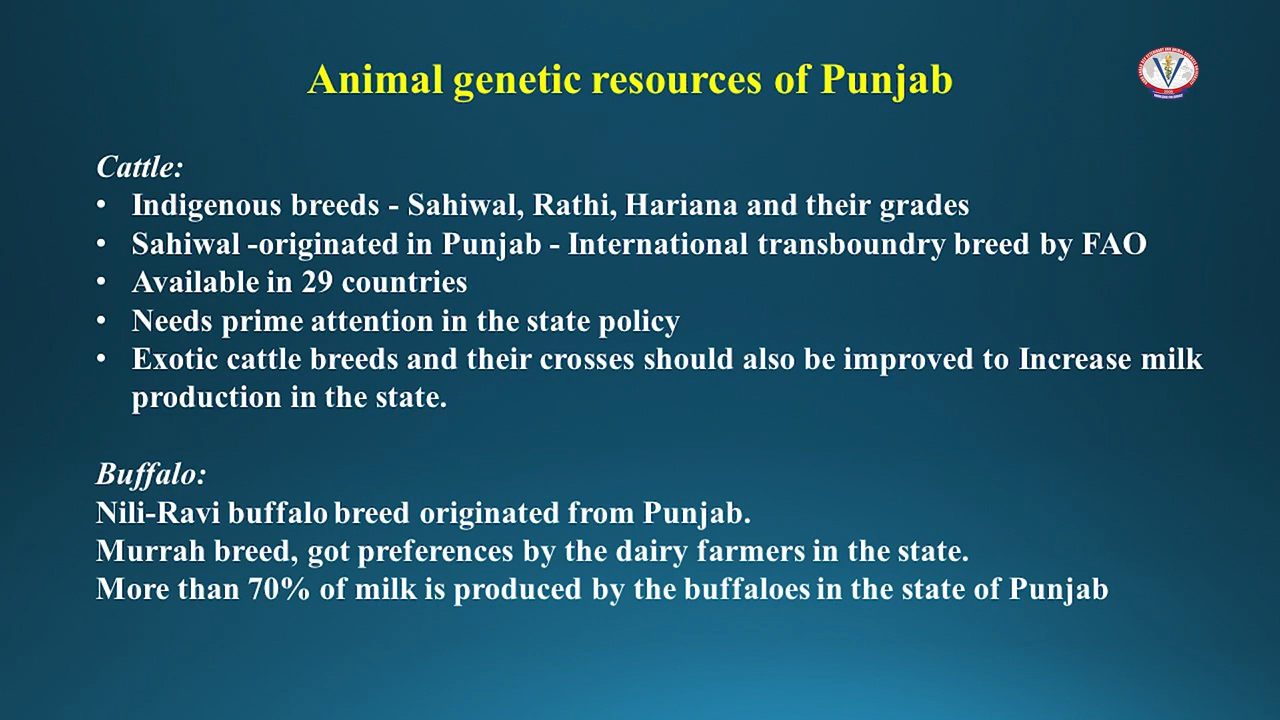 Animal genetic resources of Punjab
Cattle:
• Indigenous breeds - Sahiwal, Rathi, Hariana and their grades
• Sahiwal -originated in Punjab - International transboundry breed by FAO
• Available in 29 countries
• Needs prime attention in the state policy
• Exotic cattle breeds and their crosses should also be improved to Increase milk
production in the state.
Buffalo:
Nili-Ravi buffalo breed originated from Punjab.
Murrah breed, got preferences by the dairy farmers in the state.
More than 70% of milk is produced by the buffaloes in the state of Punjab